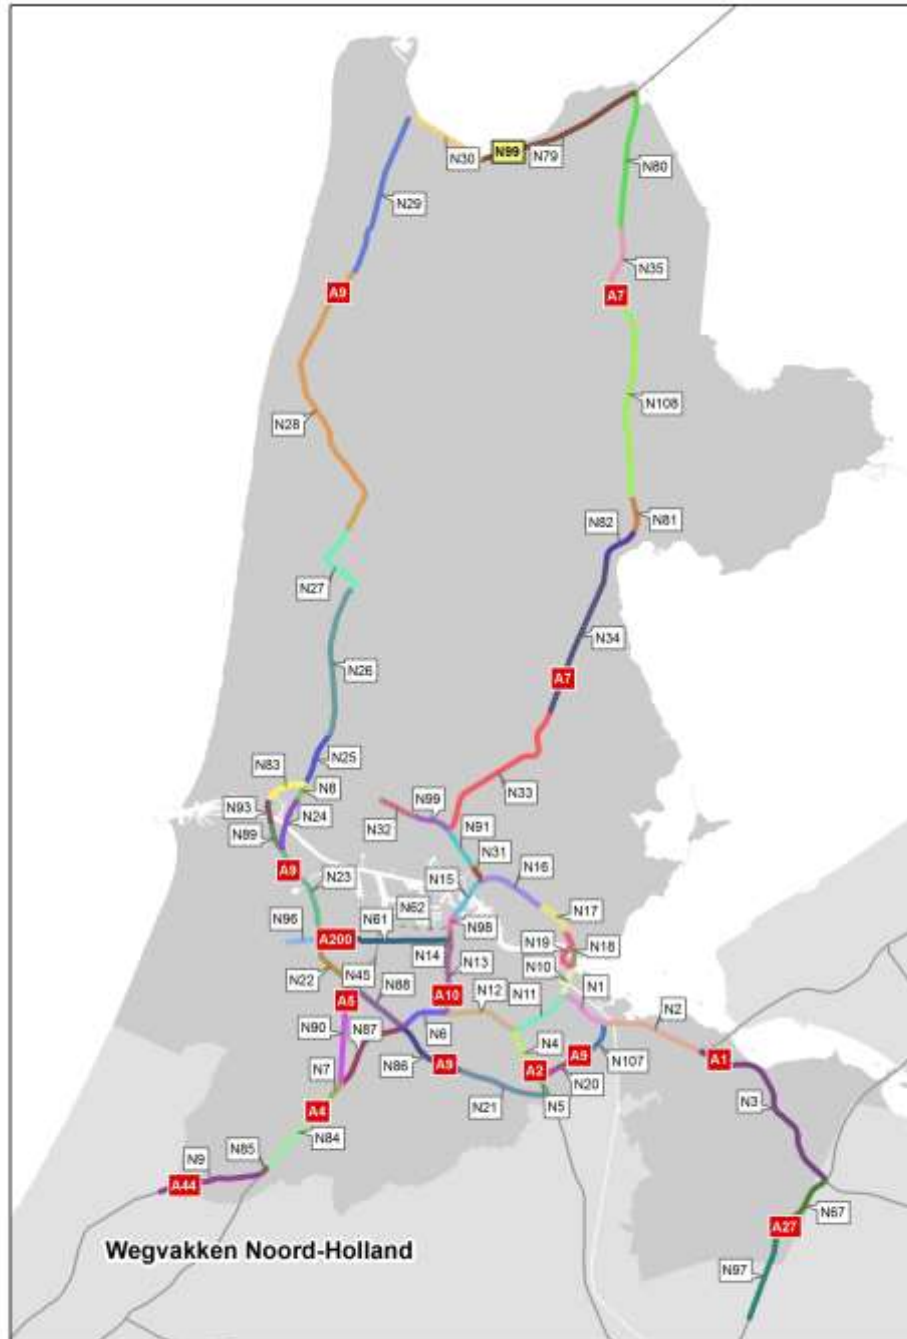 N30
N99
N79
N80
N29
N35
A9
A7
N108
N28
N82
N81
N27
N34
N26
A7
N25
N83
N8
N93
N24
N99
N33
N89
N32
N91
N31
A9
N15
N16
N23
N62
N17
N96
N61
N98
A200
N14
N19
N18
N22
N45
N13
N10
N1
N88
N12
N11
A5
A10
N2
N90
N87
N6
N4
A9
A1
N86
A9
A2
N107
N7
N20
N3
A4
N21
N5
N84
N85
N9
A44
N67
A27
Wegvakken Noord-Holland
N97